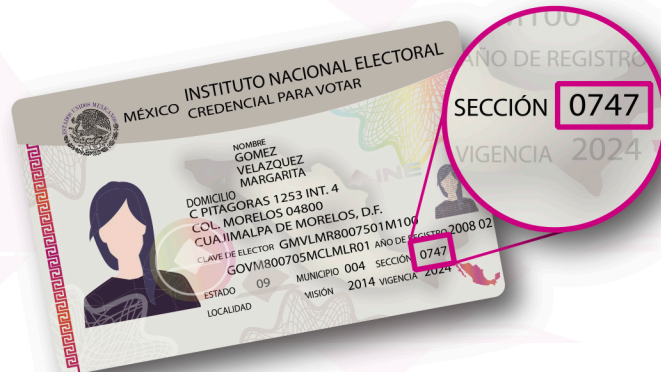 MÉXICO INSTITUTO NACIONAL ELECTORAL
CREDENCIAL PARA VOTAR
NOMBRE
GOMEZ
VELAZQUEZ
MARGARITA
DOMICILIO
C PITAGORAS 1253 INT. 4
COL. MORELOS 04800
CUAJIMALPA DE MORELOS, D.F.
CLAVE DE ELECTOR GMVLMR8007501M100
GOVM800705MCLMLR01 AÑO DE REGISTRO 2008 02
ESTADO 09 MUNICIPIO 004 SECCIÓN 0747
LOCALIDAD MISIÓN 2014 VIGENCIA 2024
INE
M100
AÑO DE REGISTRO
SECCIÓN 0747
VIGENCIA 2024